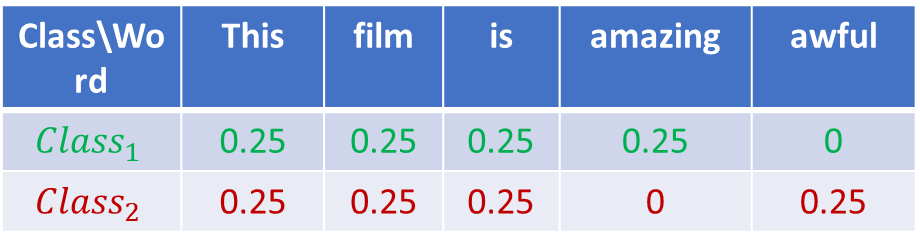 Class\Wo This film is amazing awful
rd
Class₁ 0.25 0.25 0.25 0.25 0
Class₂ 0.25 0.25 0.25 0 0.25